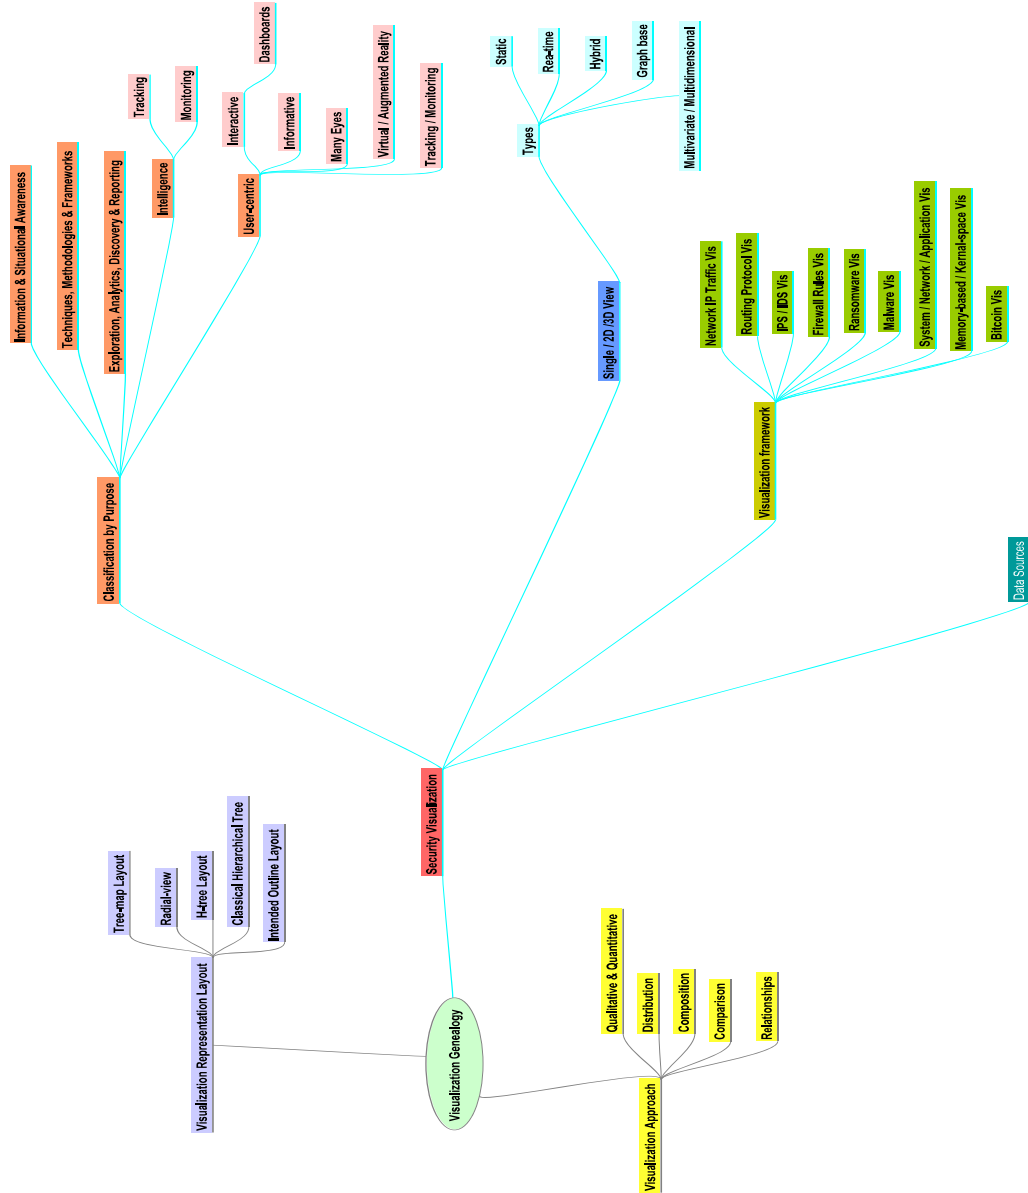 Information & Situational Awareness
Techniques, Methodologies & Frameworks
Exploration, Analytics, Discovery & Reporting
Tracking
Monitoring
Intelligence
Dashboards
Interactive
Informative
Many Eyes
Virtual / Augmented Reality
Tracking / Monitoring
User-centric
Classification by Purpose
Static
Rea-time
Hybrid
Graph base
Multivariate / Multidimensional
Types
Single / 2D /3D View
Network IP Traffic Vis
Routing Protocol Vis
IPS / IDS Vis
Firewall Rules Vis
Ransomware Vis
Malware Vis
System / Network / Application Vis
Memory-based / Kernal-space Vis
Bitcoin Vis
Visualization framework
Data Sources
Security Visualization
Tree-map Layout
Radial-view
H-tree Layout
Classical Hierarchical Tree
Intended Outline Layout
Visualization Representation Layout
Visualization Genealogy
Qualitative & Quantitative
Distribution
Composition
Comparison
Relationships
Visualization Approach